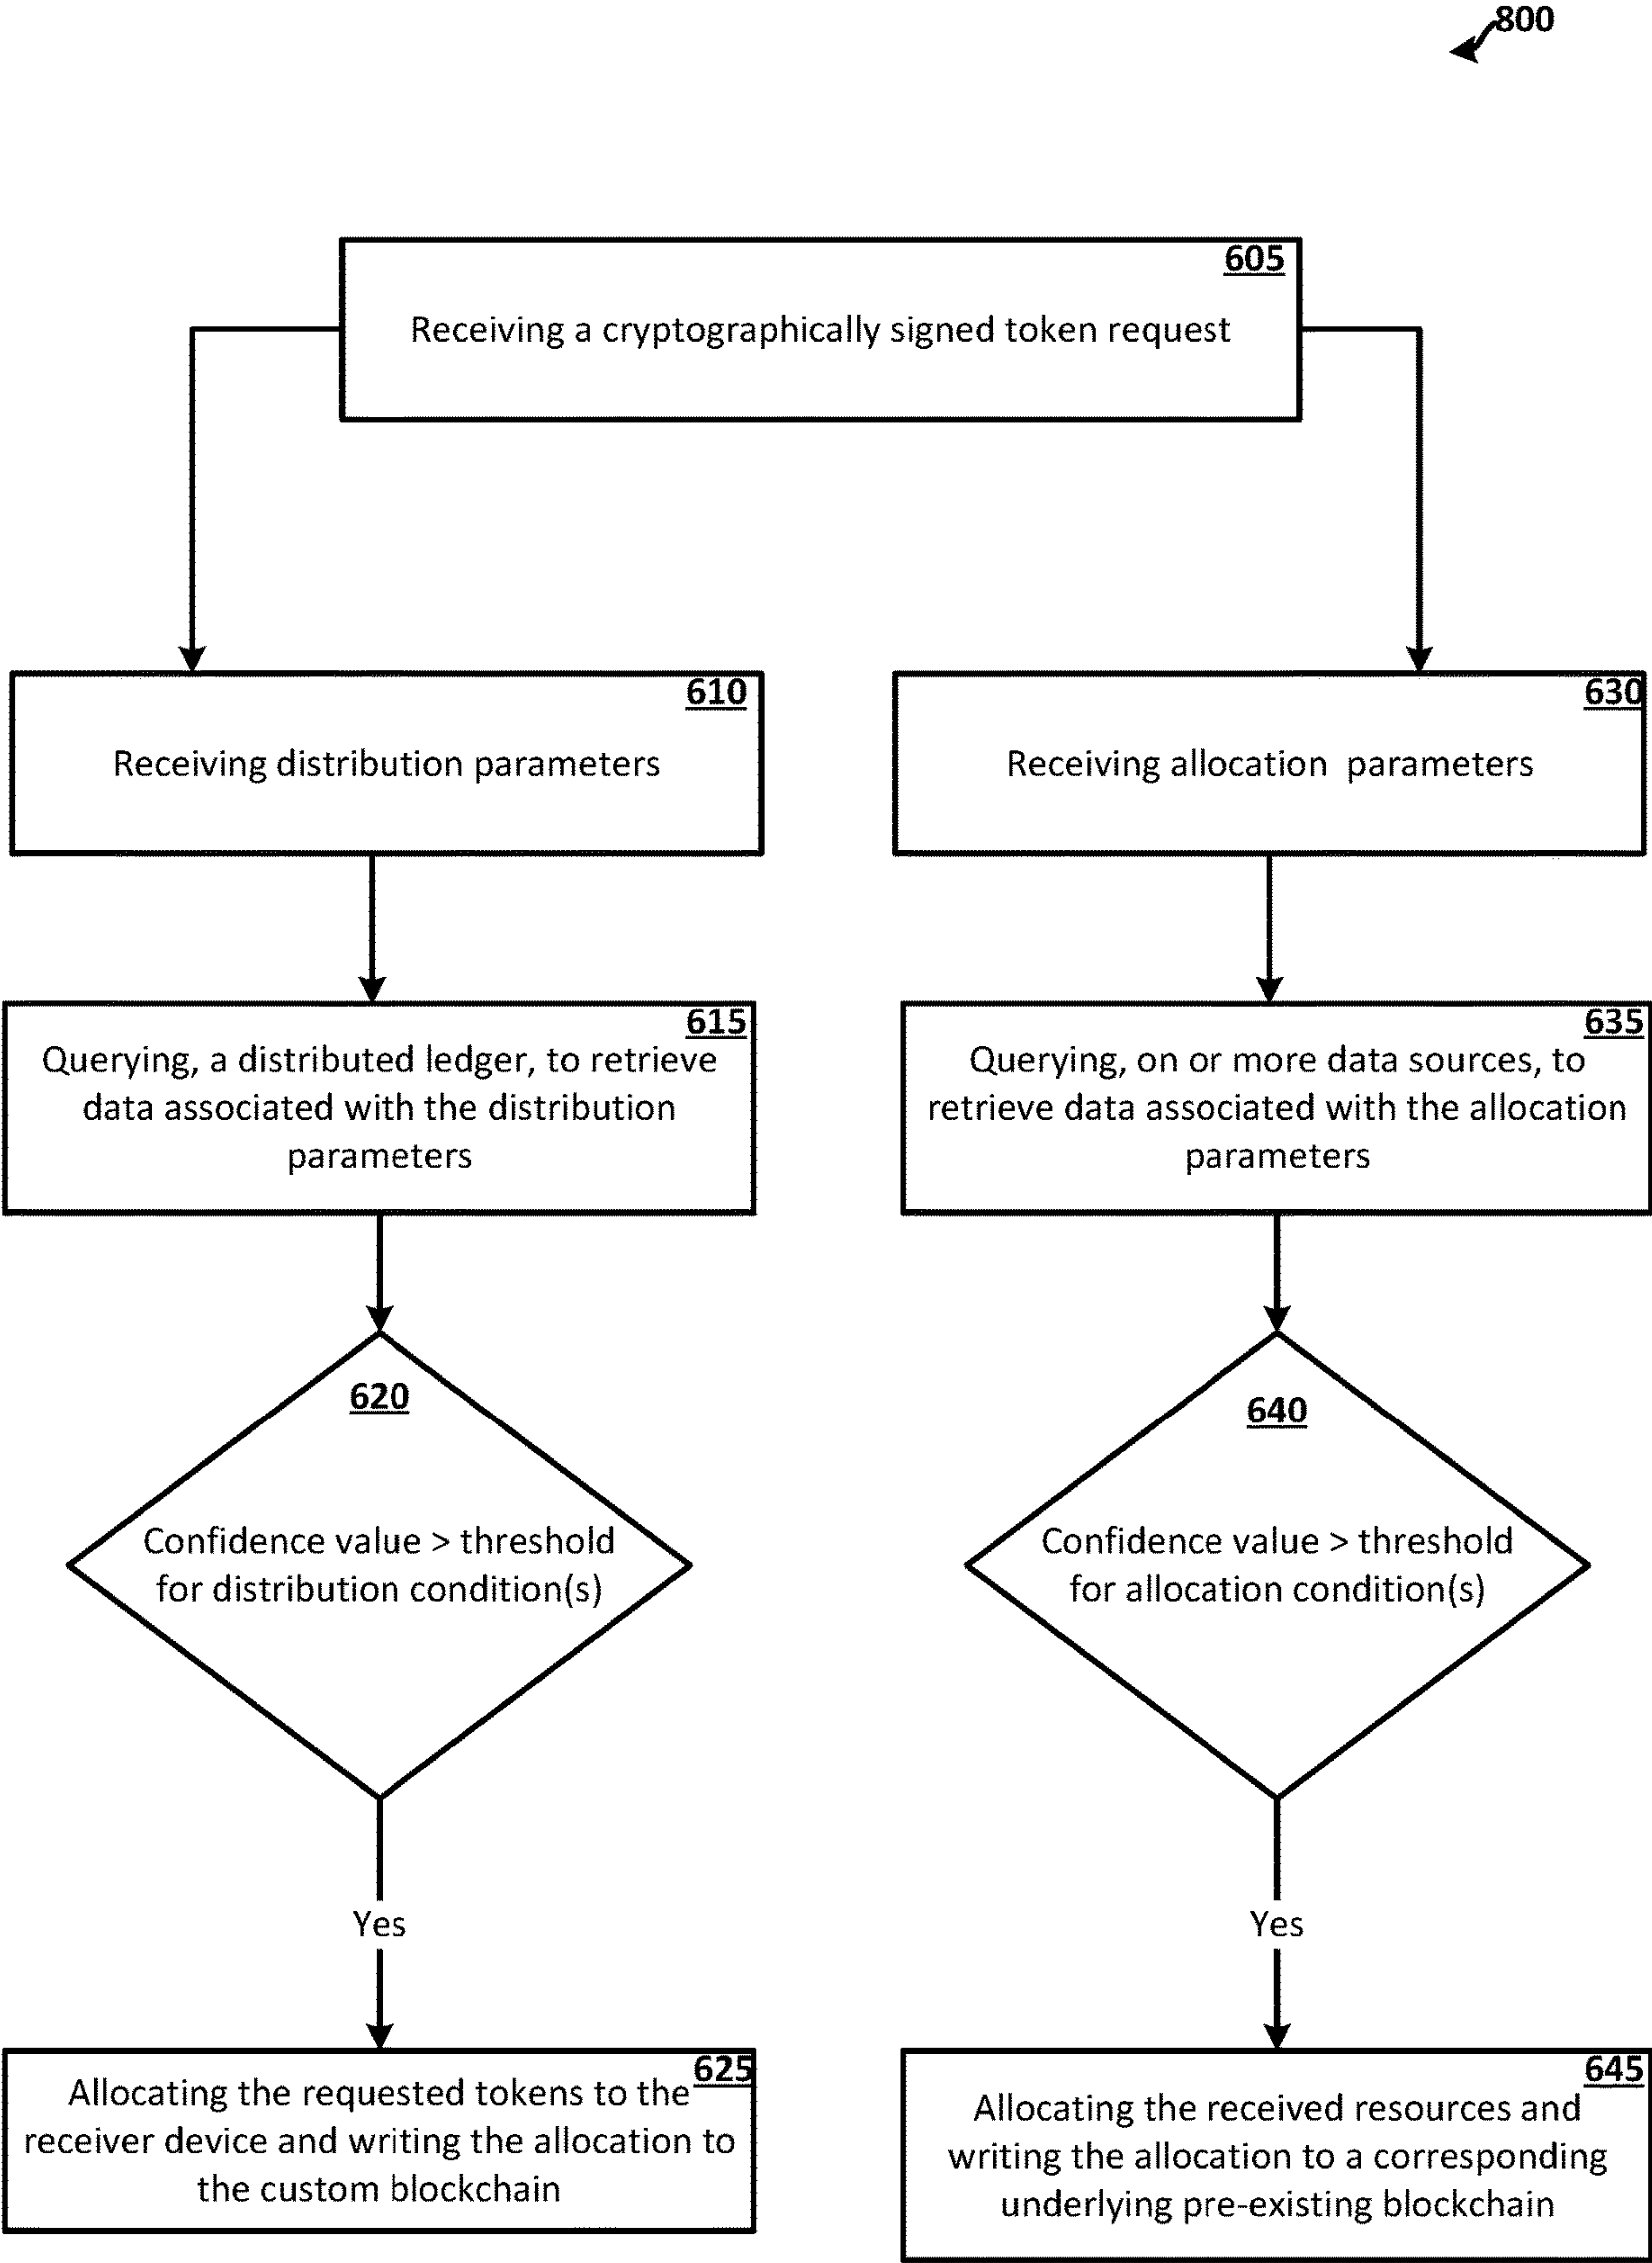 800
605
Receiving a cryptographically signed token request
610
Receiving distribution parameters
630
Receiving allocation parameters
615
Querying, a distributed ledger, to retrieve
data associated with the distribution
parameters
635
Querying, on or more data sources, to
retrieve data associated with the allocation
parameters
620
Confidence value > threshold
for distribution condition(s)
640
Confidence value > threshold
for allocation condition(s)
Yes
Yes
625
Allocating the requested tokens to the
receiver device and writing the allocation to
the custom blockchain
645
Allocating the received resources and
writing the allocation to a corresponding
underlying pre-existing blockchain